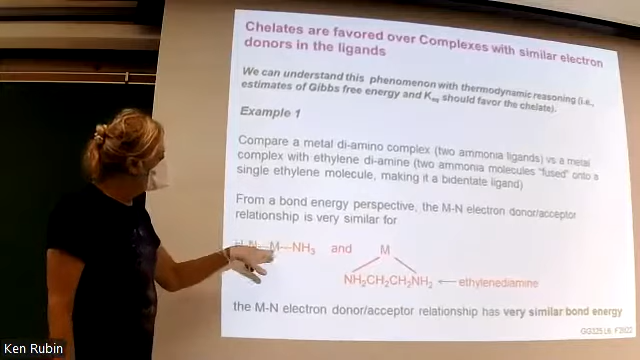 Chelates are favored over Complexes with similar electron
donors in the ligands
We can understand this phenomenon with thermodynamic reasoning (i.e.,
estimates of Gibbs free energy and Keq should favor the chelate).
Example 1
Compare a metal di-amino complex (two ammonia ligands) vs a metal
complex with ethylene di-amine (two ammonia molecules "fused" onto a
single ethylene molecule, making it a bidentate ligand)
From a bond energy perspective, the M-N electron donor/acceptor
relationship is very similar for
M—NH₃ and M
NH₂CH₂CH₂NH₂ ⟵ ethylenediamine
the M-N electron donor/acceptor relationship has very similar bond energy
GG325 L6, F2022
Ken Rubin